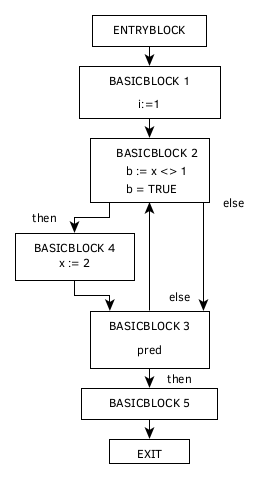 ENTRYBLOCK
BASICBLOCK 1
i:=1
BASICBLOCK 2
b := x <> 1
b = TRUE
then
else
BASICBLOCK 4
x := 2
else
BASICBLOCK 3
pred
then
BASICBLOCK 5
EXIT